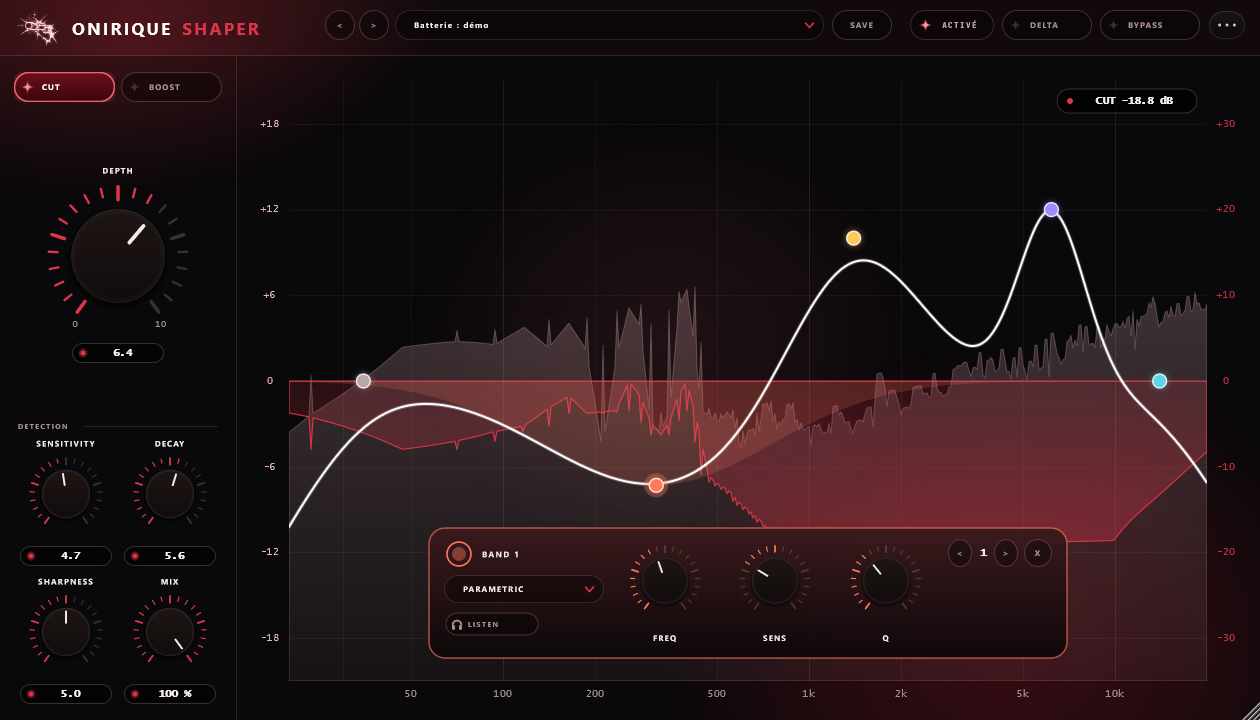 ONIRIQUE SHAPER
< > Batterie : démo SAVE ACTIVÉ DELTA BYPASS
CUT BOOST
CUT −18.8 dB
DEPTH
0 10
6.4
DETECTION
SENSITIVITY DECAY
4.7 5.6
SHARPNESS MIX
5.0 100 %
+18 +30
+12 +20
+6 +10
0 0
-6 -10
-12 -20
-18 -30
BAND 1 < 1 > X
PARAMETRIC
LISTEN
FREQ SENS Q
50 100 200 500 1k 2k 5k 10k